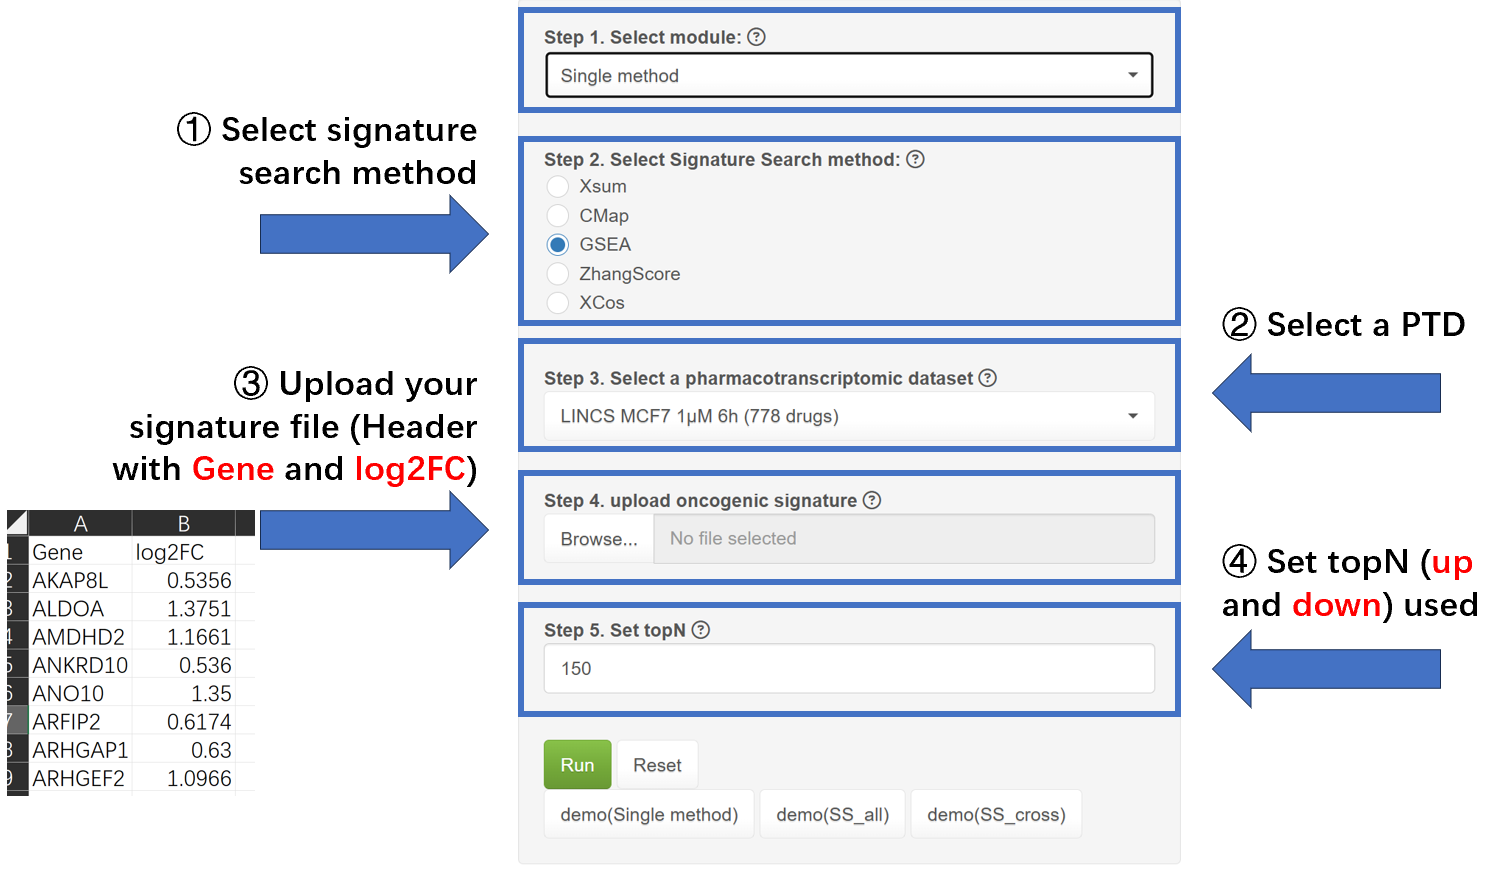 Step 1. Select module: ?
Single method
① Select signature
search method
Step 2. Select Signature Search method: ?
Xsum
CMap
GSEA
ZhangScore
XCos
② Select a PTD
Step 3. Select a pharmacotranscriptomic dataset ?
LINCS MCF7 1µM 6h (778 drugs)
③ Upload your
signature file (Header
with Gene and log2FC)
Step 4. upload oncogenic signature ?
Browse... No file selected
A B
1 Gene log2FC
2 AKAP8L 0.5356
3 ALDOA 1.3751
4 AMDHD2 1.1661
5 ANKRD10 0.536
6 ANO10 1.35
7 ARFIP2 0.6174
8 ARHGAP1 0.63
9 ARHGEF2 1.0966
④ Set topN (up
and down) used
Step 5. Set topN ?
150
Run Reset
demo(Single method) demo(SS_all) demo(SS_cross)